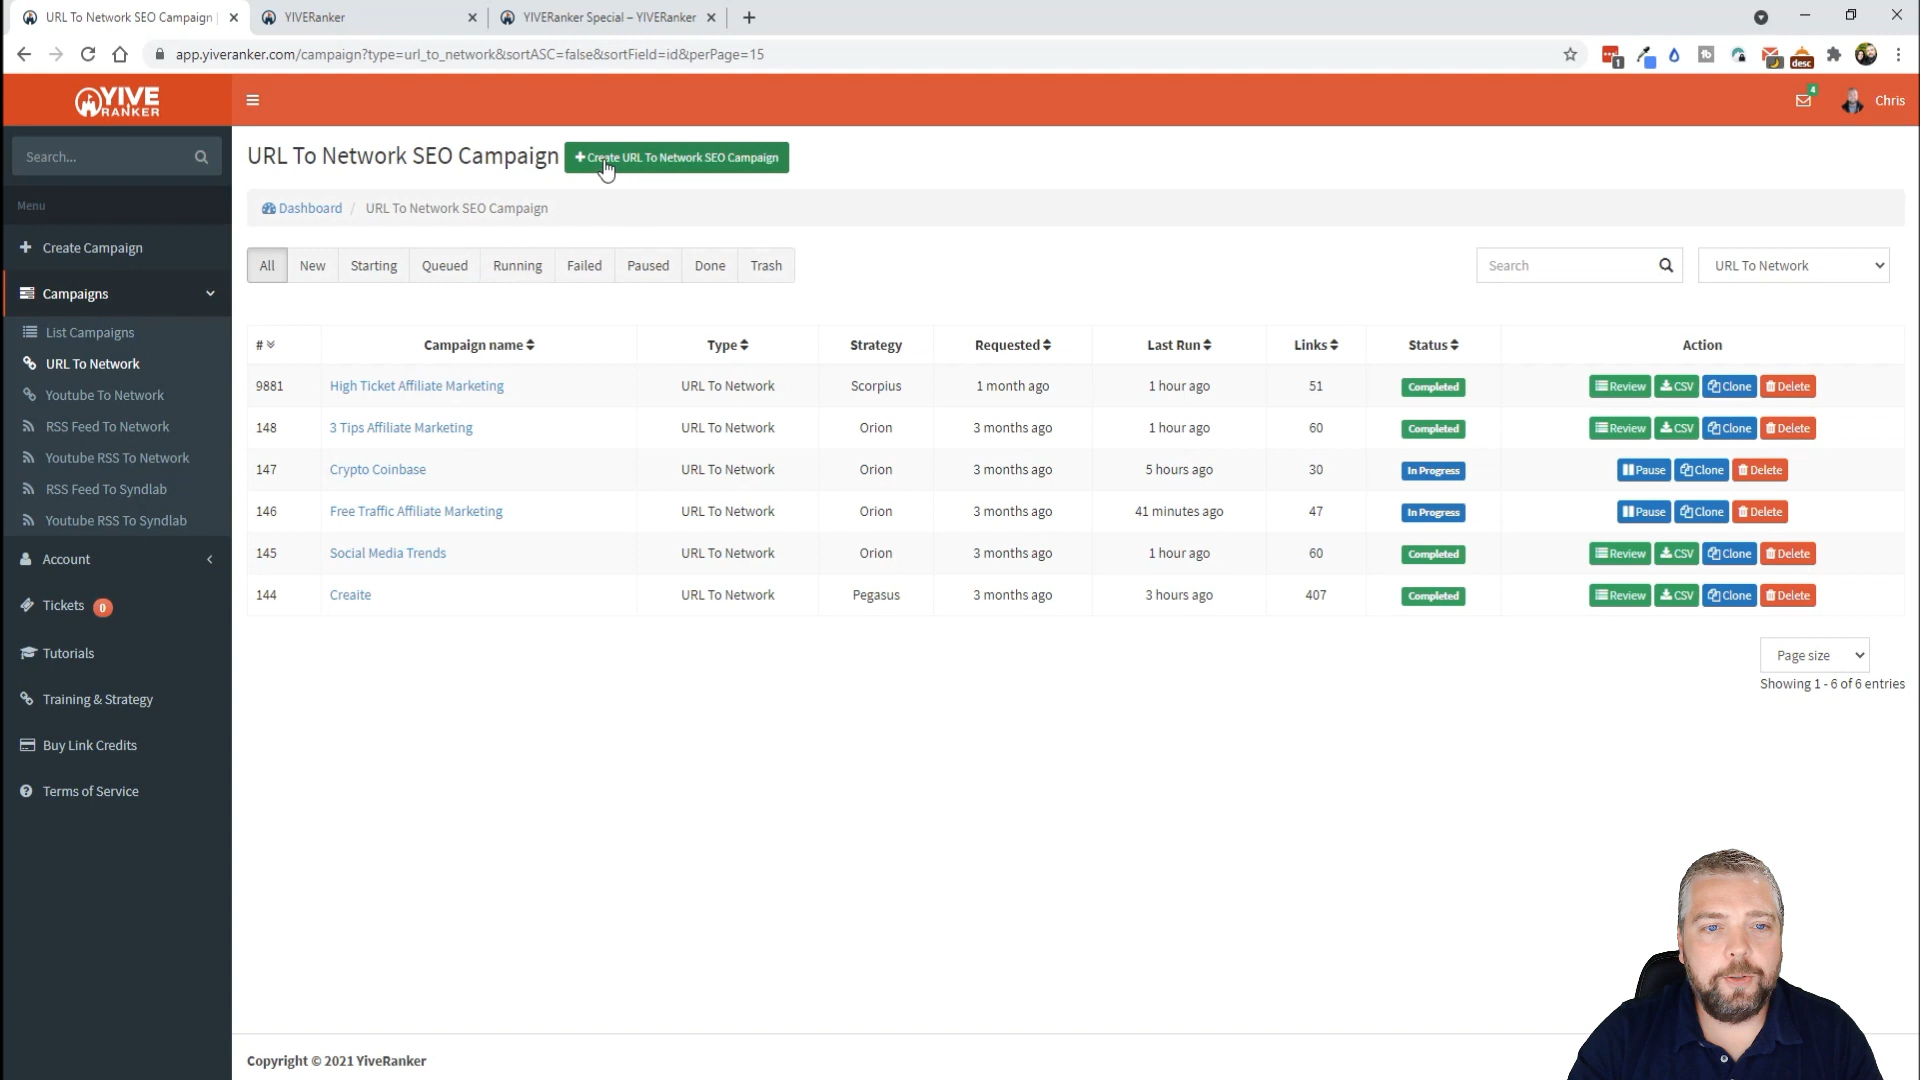 URL To Network SEO Campaign
YIVERanker
YIVERanker Special – YIVERanker
app.yiveranker.com/campaign?type=url_to_network&sortASC=false&sortField=id&perPage=15
1
desc
YIVE
RANKER
4
Chris
Search...
URL To Network SEO Campaign
Create URL To Network SEO Campaign
Menu
Dashboard / URL To Network SEO Campaign
Create Campaign
All New Starting Queued Running Failed Paused Done Trash
Search
URL To Network
Campaigns
List Campaigns
URL To Network
Youtube To Network
RSS Feed To Network
Youtube RSS To Network
RSS Feed To Syndlab
Youtube RSS To Syndlab
Account
Tickets 0
Tutorials
Training & Strategy
Buy Link Credits
Terms of Service
# Campaign name Type Strategy Requested Last Run Links Status Action
9881 High Ticket Affiliate Marketing URL To Network Scorpius 1 month ago 1 hour ago 51 Completed Review CSV Clone Delete
148 3 Tips Affiliate Marketing URL To Network Orion 3 months ago 1 hour ago 60 Completed Review CSV Clone Delete
147 Crypto Coinbase URL To Network Orion 3 months ago 5 hours ago 30 In Progress Pause Clone Delete
146 Free Traffic Affiliate Marketing URL To Network Orion 3 months ago 41 minutes ago 47 In Progress Pause Clone Delete
145 Social Media Trends URL To Network Orion 3 months ago 1 hour ago 60 Completed Review CSV Clone Delete
144 Creaite URL To Network Pegasus 3 months ago 3 hours ago 407 Completed Review CSV Clone Delete
Page size
Showing 1 - 6 of 6 entries
Copyright © 2021 YiveRanker